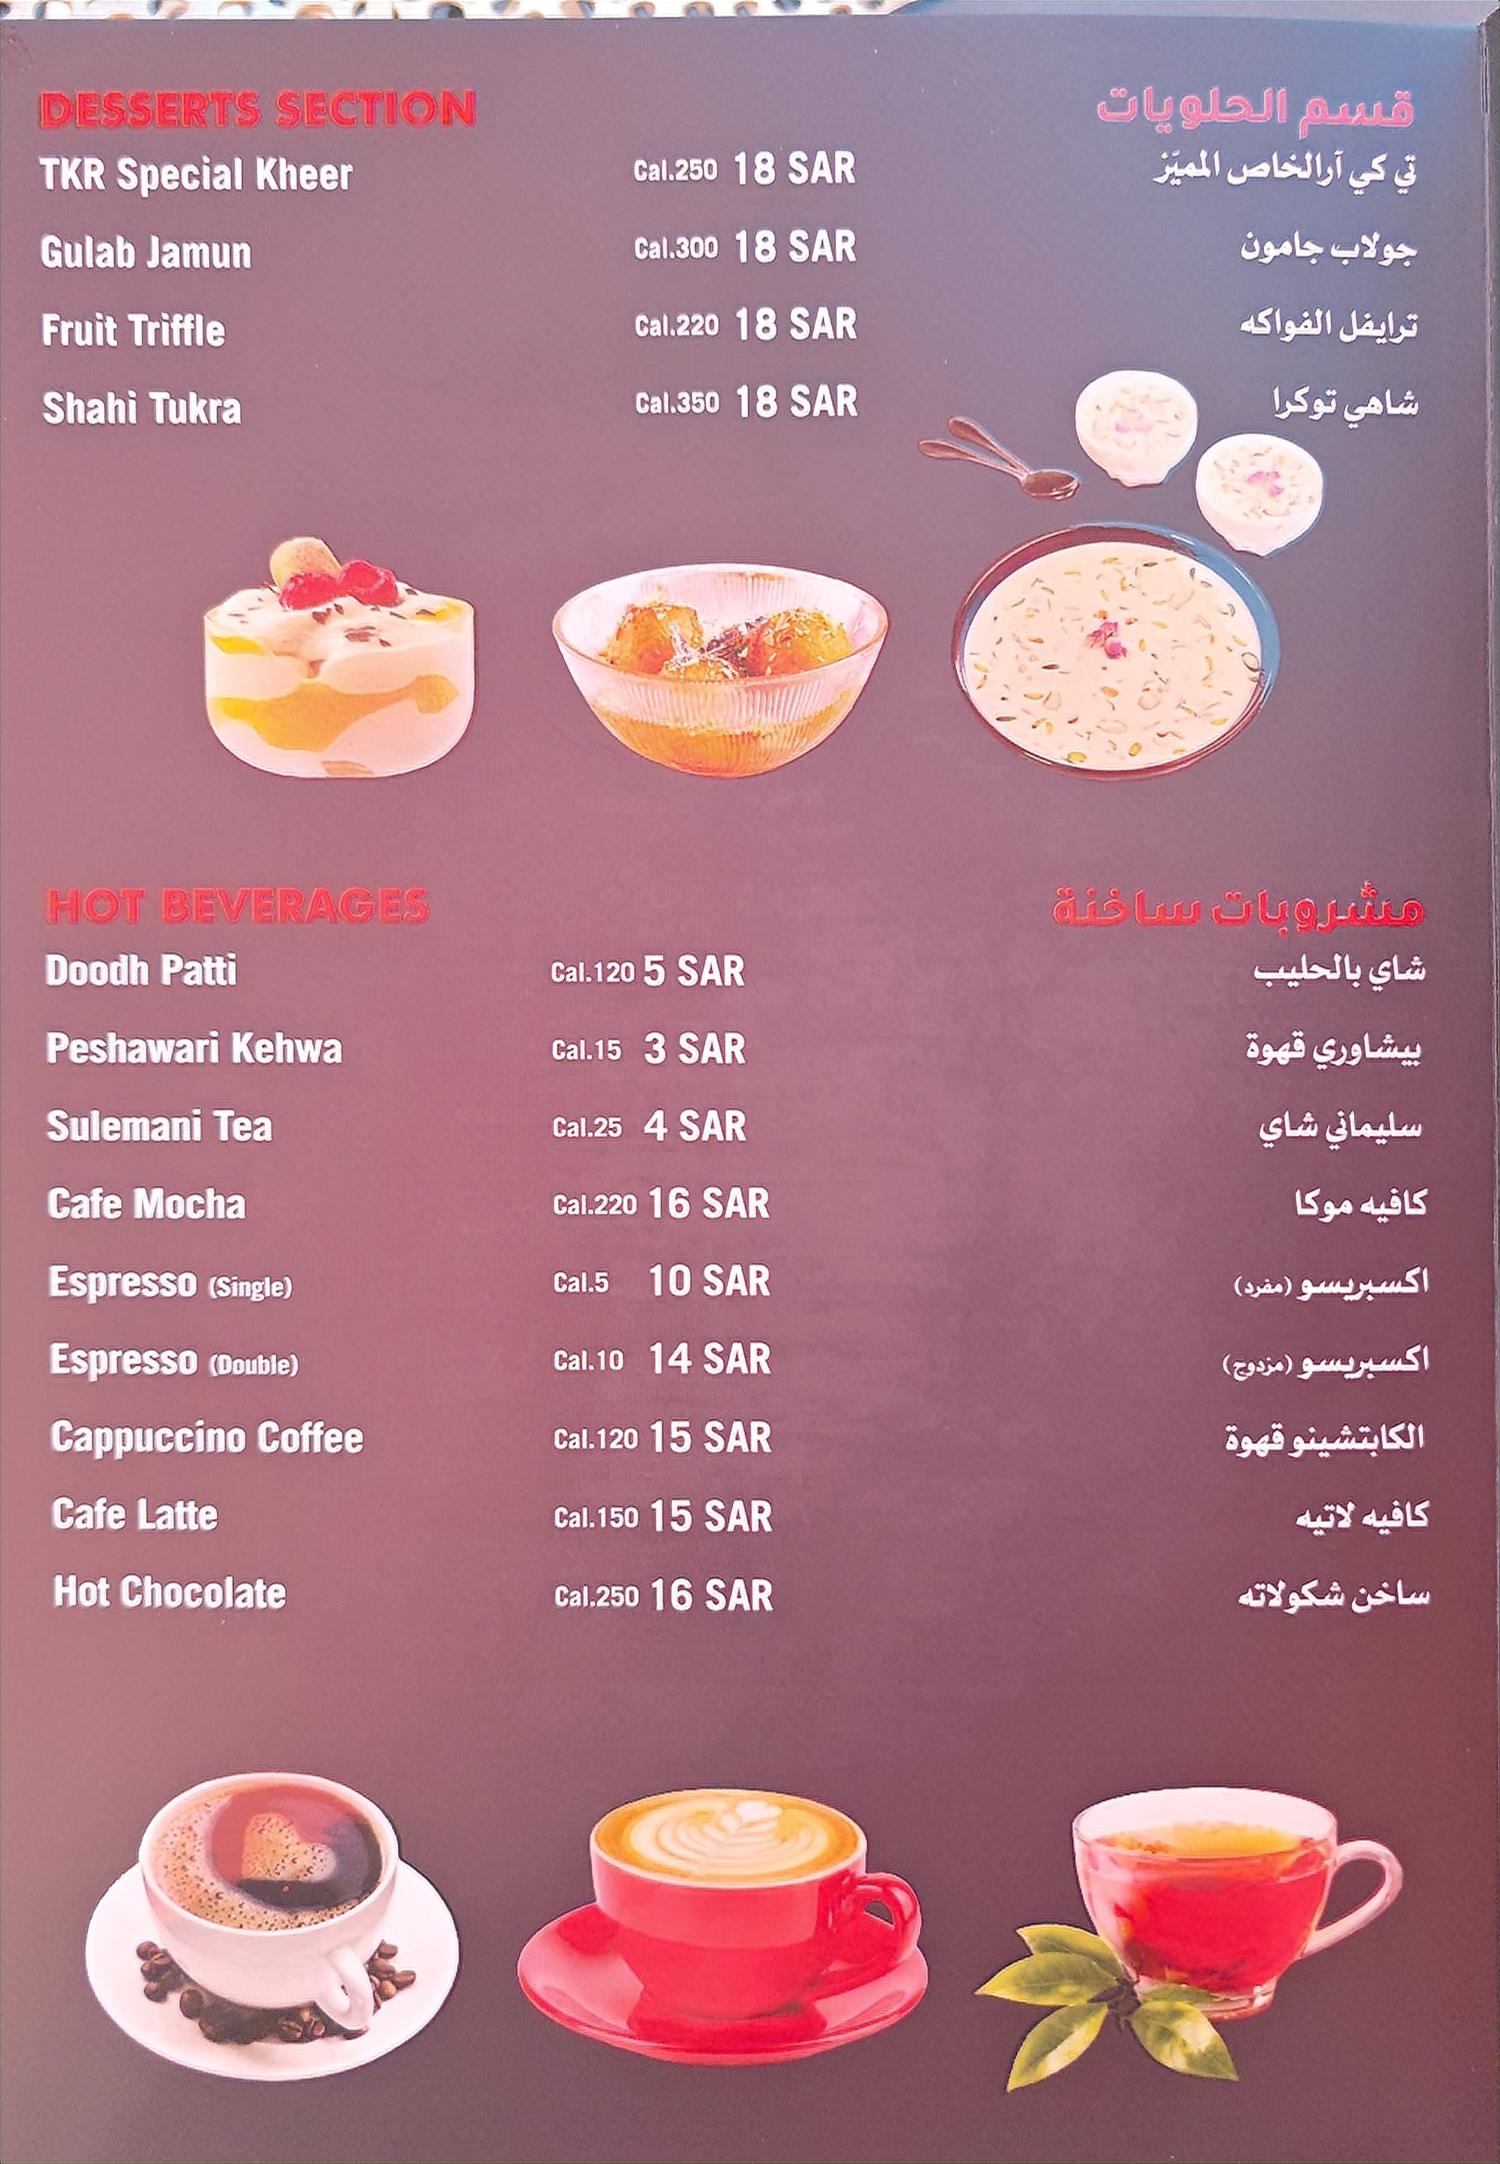 DESSERTS SECTION قسم الحلويات
TKR Special Kheer Cal.250 18 SAR تي كي آرالخاص المميّز
Gulab Jamun Cal.300 18 SAR جولاب جامون
Fruit Triffle Cal.220 18 SAR ترايفل الفواكه
Shahi Tukra Cal.350 18 SAR شاهي توكرا
HOT BEVERAGES مشروبات ساخنة
Doodh Patti Cal.120 5 SAR شاي بالحليب
Peshawari Kehwa Cal.15 3 SAR بيشاوري قهوة
Sulemani Tea Cal.25 4 SAR سليماني شاي
Cafe Mocha Cal.220 16 SAR كافيه موكا
Espresso (Single) Cal.5 10 SAR اكسبريسو (مفرد)
Espresso (Double) Cal.10 14 SAR اكسبريسو (مزدوج)
Cappuccino Coffee Cal.120 15 SAR الكابتشينو قهوة
Cafe Latte Cal.150 15 SAR كافيه لاتيه
Hot Chocolate Cal.250 16 SAR ساخن شكولاته